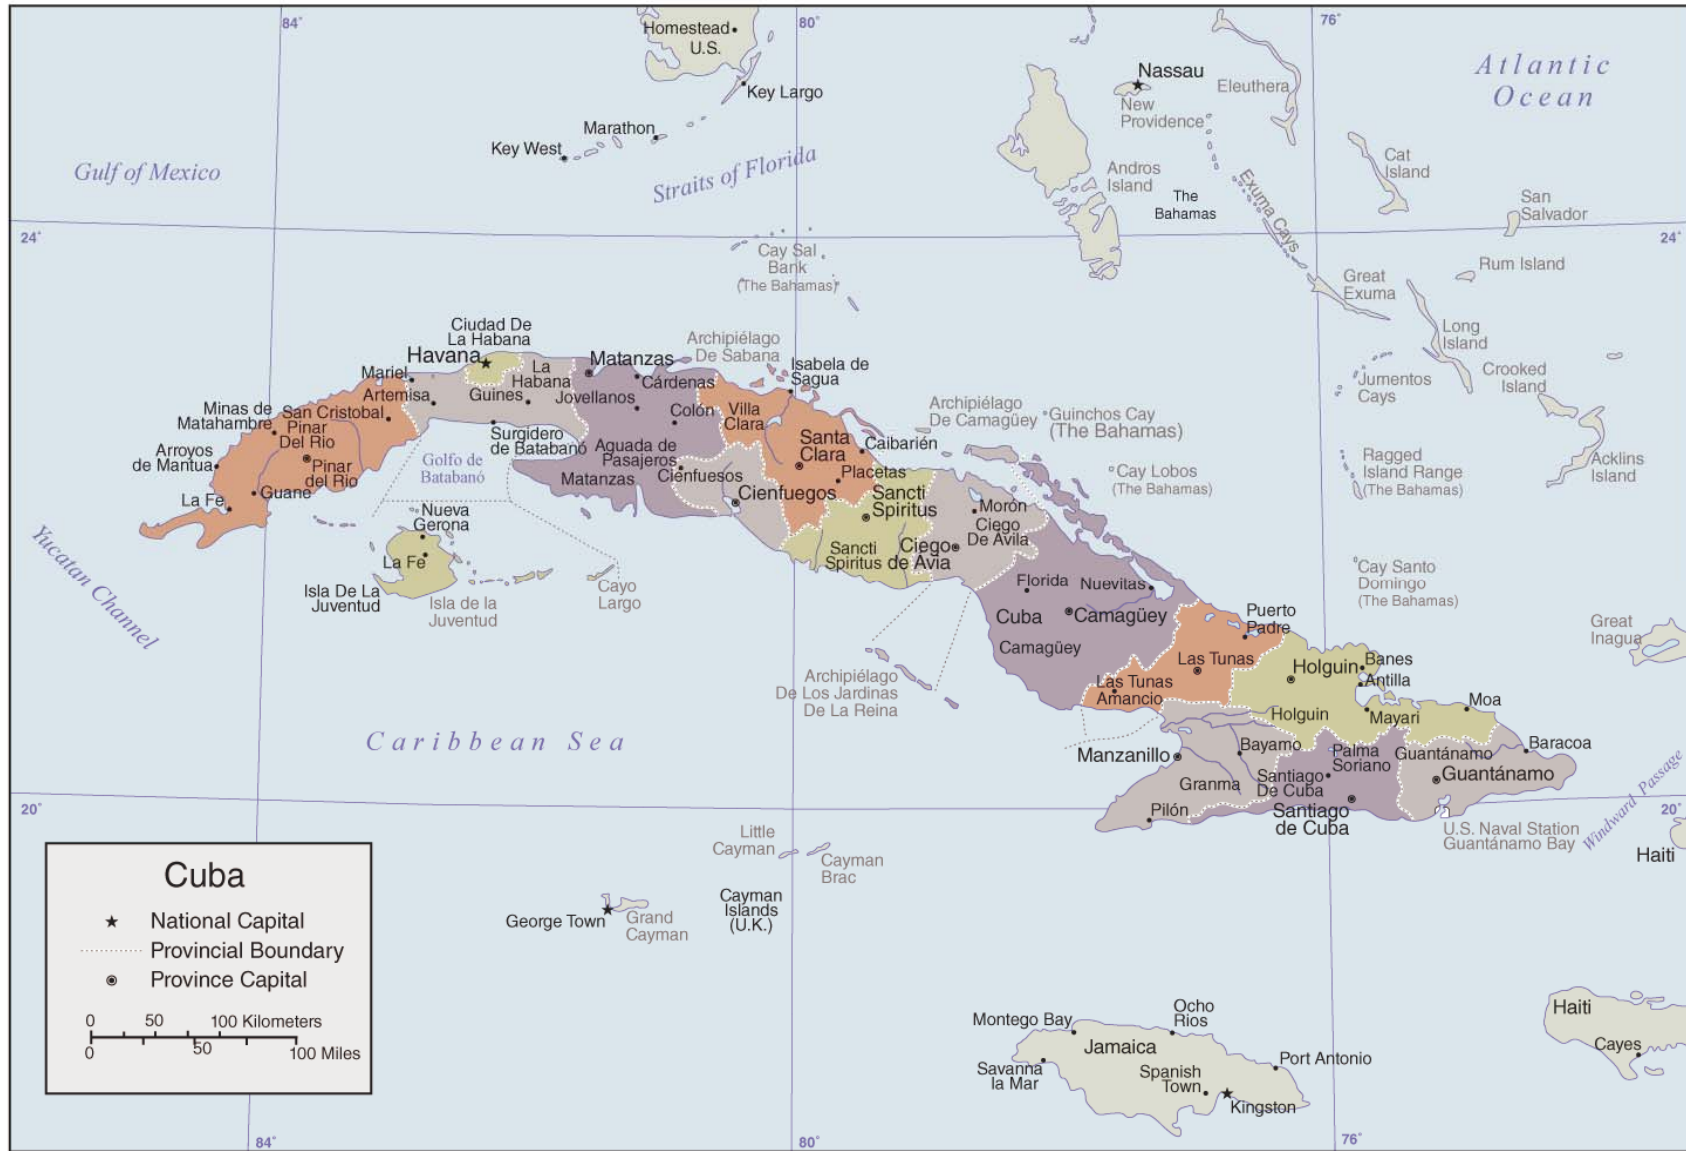 84°
80°
76°
Homestead
U.S.
Key Largo
Marathon
Key West
Gulf of Mexico
Straits of Florida
Nassau
New
Providence
Eleuthera
Atlantic
Ocean
Andros
Island
The
Bahamas
Exuma Cays
Cat
Island
San
Salvador
24°
24°
Cay Sal
Bank
(The Bahamas)
Great
Exuma
Rum Island
Long
Island
Crooked
Island
Jumentos
Cays
Acklins
Island
Ragged
Island Range
(The Bahamas)
Ciudad De
La Habana
Havana
La
Habana
Matanzas
Archipiélago
De Sabana
Isabela de
Sagua
Mariel
Artemisa
Guines
Cárdenas
Jovellanos
Colón
Villa
Clara
Minas de
Matahambre
San Cristobal
Pinar
Del Rio
Arroyos
de Mantua
Pinar
del Rio
Surgidero
de Batabanó
Golfo de
Batabanó
Aguada de
Pasajeros
Matanzas
Cienfuesos
Cienfuegos
Santa
Clara
Placetas
Caibarién
Archipiélago
De Camagüey
Guinchos Cay
(The Bahamas)
Cay Lobos
(The Bahamas)
La Fe
Guane
Nueva
Gerona
La Fe
Isla De La
Juventud
Isla de la
Juventud
Cayo
Largo
Yucatan Channel
Sancti
Spiritus
Sancti
Spiritus
Ciego
de Avia
Morón
Ciego
De Avila
Florida
Nuevitas
Cuba
Camagüey
Camagüey
Cay Santo
Domingo
(The Bahamas)
Great
Inagua
Puerto
Padre
Las Tunas
Las Tunas
Amancio
Archipiélago
De Los Jardinas
De La Reina
Holguin
Banes
Antilla
Holguin
Mayari
Moa
Caribbean Sea
Manzanillo
Bayamo
Granma
Pilón
Palma
Soriano
Santiago
De Cuba
Santiago
de Cuba
Guantánamo
Guantánamo
Baracoa
U.S. Naval Station
Guantánamo Bay
Windward Passage
20°
20°
Haiti
Little
Cayman
Cayman
Brac
Cayman
Islands
(U.K.)
George Town
Grand
Cayman
Cuba
National Capital
Provincial Boundary
Province Capital
0 50 100 Kilometers
0 50 100 Miles
Montego Bay
Ocho
Rios
Jamaica
Savanna
la Mar
Spanish
Town
Port Antonio
Kingston
Haiti
Cayes
84°
80°
76°